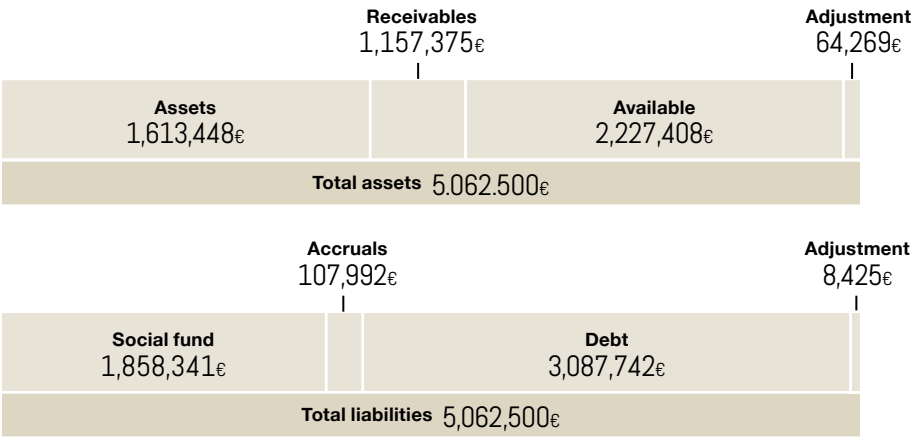 Receivables
1,157,375€
Adjustment
64,269€
Assets
1,613,448€
Available
2,227,408€
Total assets 5.062.500€
Accruals
107,992€
Adjustment
8,425€
Social fund
1,858,341€
Debt
3,087,742€
Total liabilities 5,062,500€